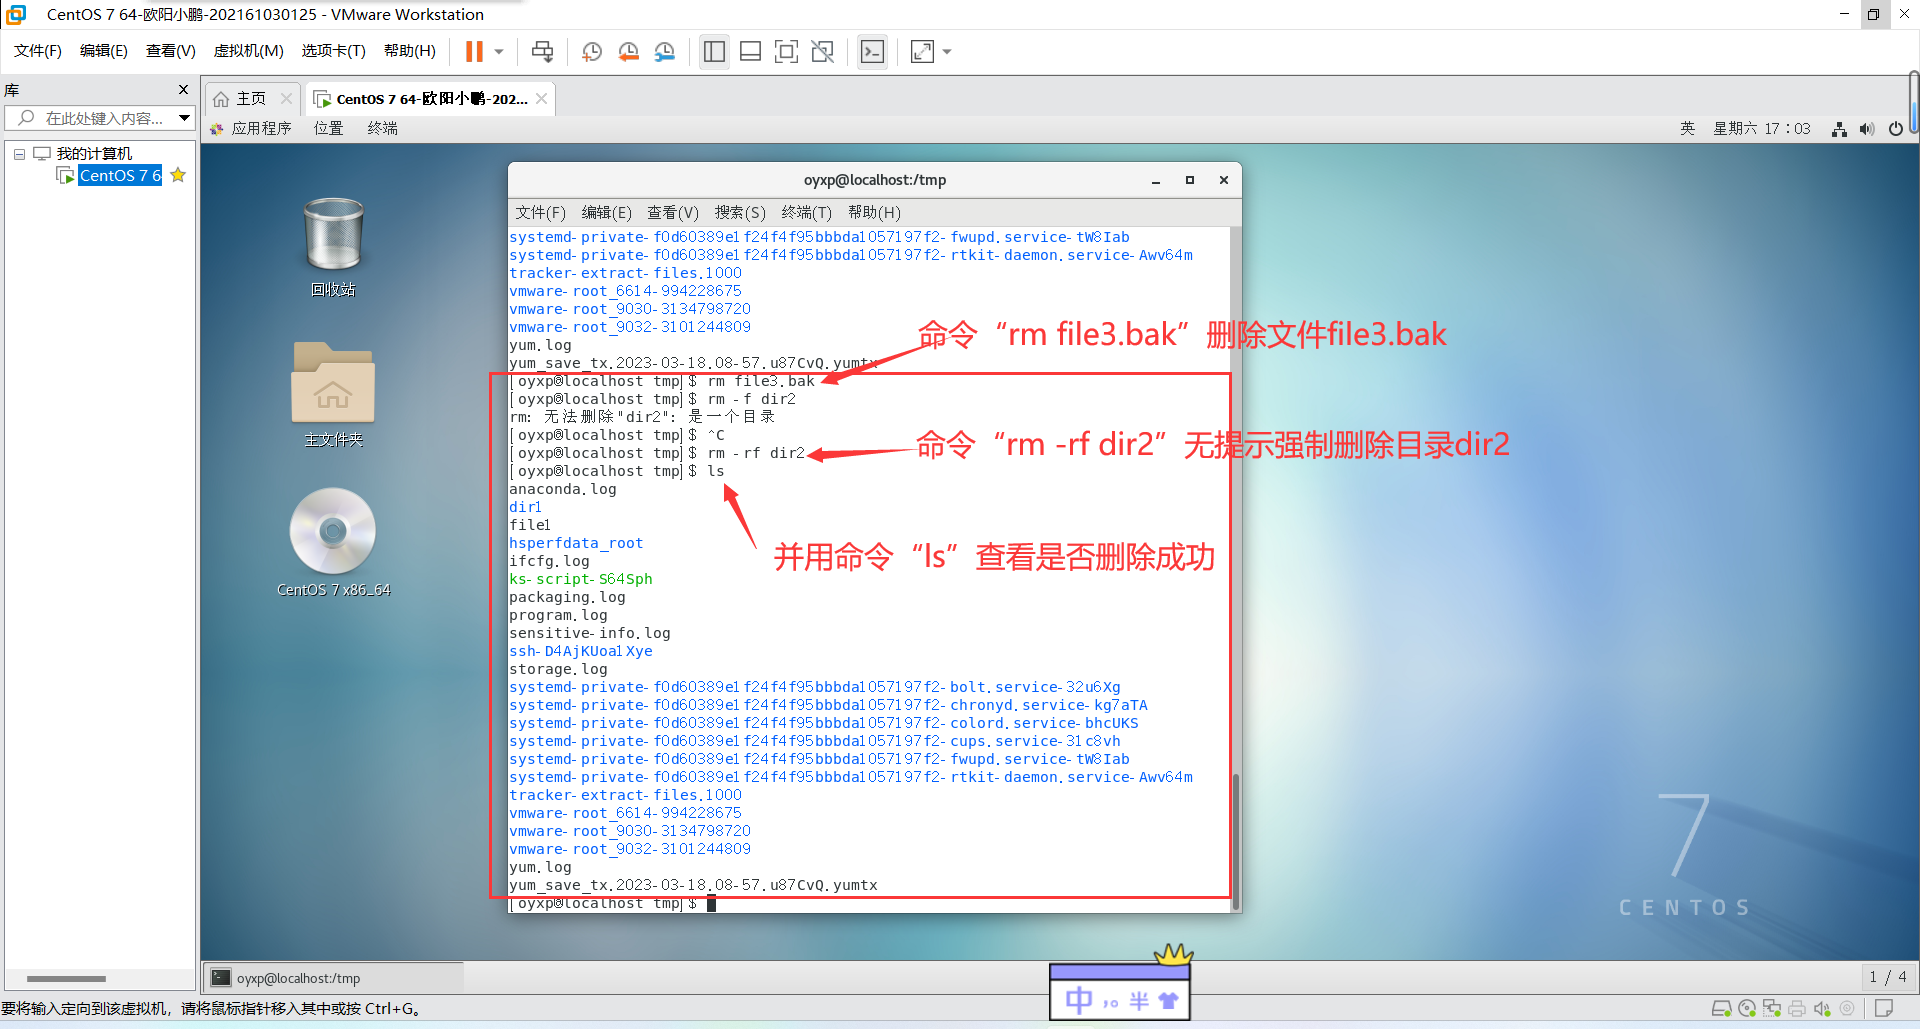 CentOS 7 64-欧阳小鹏-202161030125 - VMware Workstation
文件(F) 编辑(E) 查看(V) 虚拟机(M) 选项卡(T) 帮助(H)
库
在此处键入内容...
我的计算机
CentOS 7 6
主页
CentOS 7 64-欧阳小鹏-202...
应用程序 位置 终端
英 星期六 17:03
回收站
主文件夹
CentOS 7 x86_64
oyxp@localhost:/tmp
文件(F) 编辑(E) 查看(V) 搜索(S) 终端(T) 帮助(H)
systemd-private-f0d60389e1f24f4f95bbbda1057197f2-fwupd.service-tW8Iab
systemd-private-f0d60389e1f24f4f95bbbda1057197f2-rtkit-daemon.service-Awv64m
tracker-extract-files.1000
vmware-root_6614-994228675
vmware-root_9030-3134798720
vmware-root_9032-3101244809
yum.log
yum_save_tx.2023-03-18.08-57.u87CvQ.yumtx
命令“rm file3.bak”删除文件file3.bak
[oyxp@localhost tmp]$ rm file3.bak
[oyxp@localhost tmp]$ rm -f dir2
rm: 无法删除"dir2": 是一个目录
[oyxp@localhost tmp]$ ^C
[oyxp@localhost tmp]$ rm -rf dir2
命令“rm -rf dir2”无提示强制删除目录dir2
[oyxp@localhost tmp]$ ls
并用命令“ls”查看是否删除成功
anaconda.log
dir1
file1
hsperfdata_root
ifcfg.log
ks-script-S64Sph
packaging.log
program.log
sensitive-info.log
ssh-D4AjKUoa1Xye
storage.log
systemd-private-f0d60389e1f24f4f95bbbda1057197f2-bolt.service-32u6Xg
systemd-private-f0d60389e1f24f4f95bbbda1057197f2-chronyd.service-kg7aTA
systemd-private-f0d60389e1f24f4f95bbbda1057197f2-colord.service-bhcUKS
systemd-private-f0d60389e1f24f4f95bbbda1057197f2-cups.service-31c8vh
systemd-private-f0d60389e1f24f4f95bbbda1057197f2-fwupd.service-tW8Iab
systemd-private-f0d60389e1f24f4f95bbbda1057197f2-rtkit-daemon.service-Awv64m
tracker-extract-files.1000
vmware-root_6614-994228675
vmware-root_9030-3134798720
vmware-root_9032-3101244809
yum.log
yum_save_tx.2023-03-18.08-57.u87CvQ.yumtx
[oyxp@localhost tmp]$
7
CENTOS
oyxp@localhost:/tmp
1 / 4
中 ,。半
要将输入定向到该虚拟机，请将鼠标指针移入其中或按 Ctrl+G。